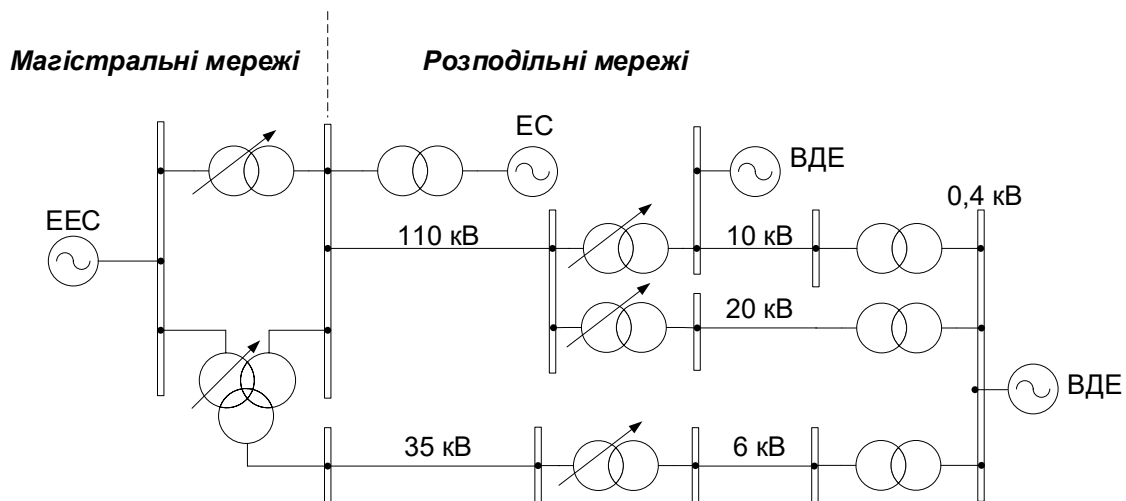 Магістральні мережі
Розподільні мережі
ЕС
ВДЕ
0,4 кВ
ЕЕС
110 кВ
10 кВ
20 кВ
ВДЕ
35 кВ
6 кВ